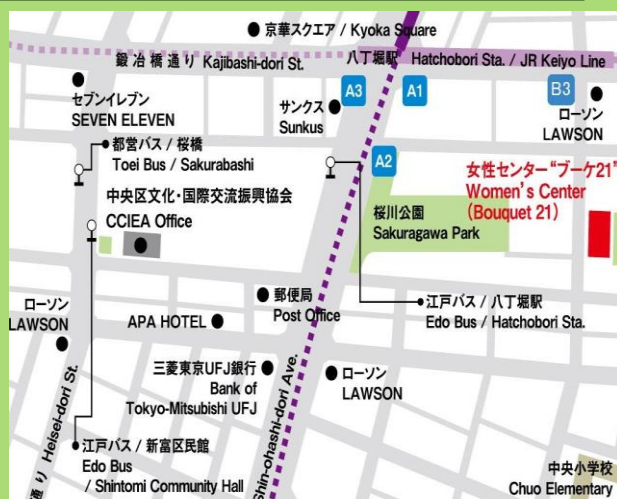 京華スクエア / Kyoka Square
鍛冶橋通り Kajibashi-dori St.
八丁堀駅 Hatchobori Sta. / JR Keiyo Line
セブンイレブン
SEVEN ELEVEN
サンクス
Sunkus
A3
A1
B3
ローソン
LAWSON
都営バス / 桜橋
Toei Bus / Sakurabashi
A2
女性センター“ブーケ21”
Women's Center
(Bouquet 21)
中央区文化・国際交流振興協会
CCIEA Office
桜川公園
Sakuragawa Park
郵便局
Post Office
江戸バス / 八丁堀駅
Edo Bus / Hatchobori Sta.
ローソン
LAWSON
APA HOTEL
三菱東京UFJ銀行
Bank of
Tokyo-Mitsubishi UFJ
ローソン
LAWSON
通り Heisei-dori St.
Shin-ohashi-dori Ave.
江戸バス / 新富区民館
Edo Bus
/ Shintomi Community Hall
中央小学校
Chuo Elementary